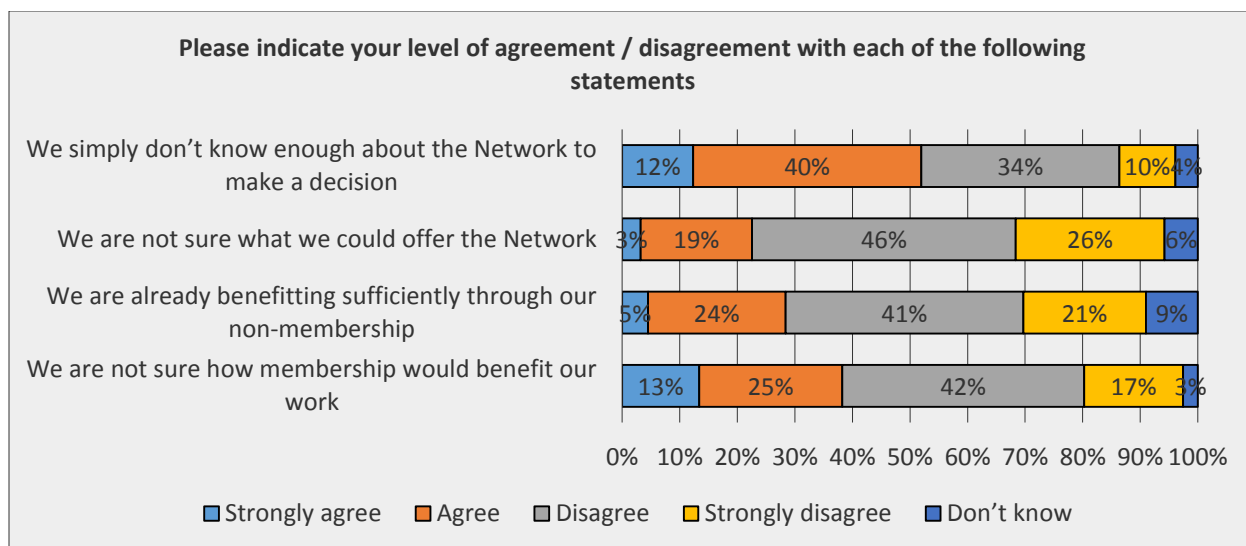 Please indicate your level of agreement / disagreement with each of the following
statements
We simply don’t know enough about the Network to
make a decision
12% 40% 34% 10% 4%
We are not sure what we could offer the Network
3% 19% 46% 26% 6%
We are already benefitting sufficiently through our
non-membership
5% 24% 41% 21% 9%
We are not sure how membership would benefit our
work
13% 25% 42% 17% 3%
0% 10% 20% 30% 40% 50% 60% 70% 80% 90% 100%
Strongly agree Agree Disagree Strongly disagree Don’t know